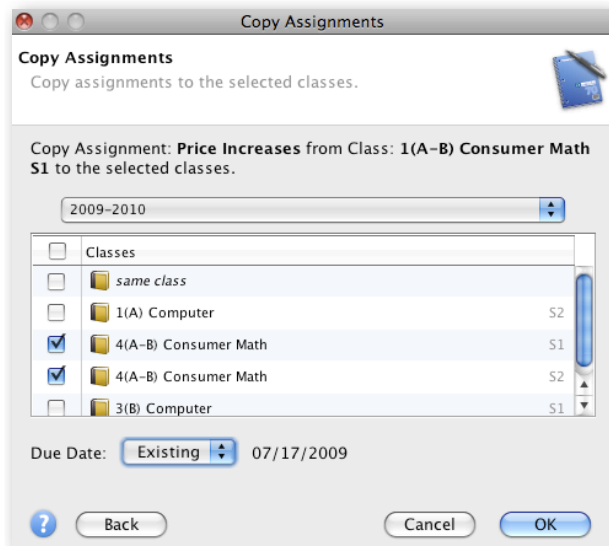 Copy Assignments
Copy Assignments
Copy assignments to the selected classes.
Copy Assignment: Price Increases from Class: 1(A-B) Consumer Math
S1 to the selected classes.
2009-2010
Classes
same class
1(A) Computer S2
4(A-B) Consumer Math S1
4(A-B) Consumer Math S2
3(B) Computer S1
Due Date: Existing 07/17/2009
? Back Cancel OK